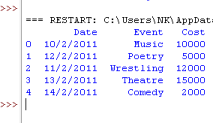 >>>
=== RESTART: C:\Users\NK\AppData
Date Event Cost
0 10/2/2011 Music 10000
1 12/2/2011 Poetry 5000
2 11/2/2011 Wrestling 12000
3 13/2/2011 Theatre 15000
4 14/2/2011 Comedy 2000
>>>